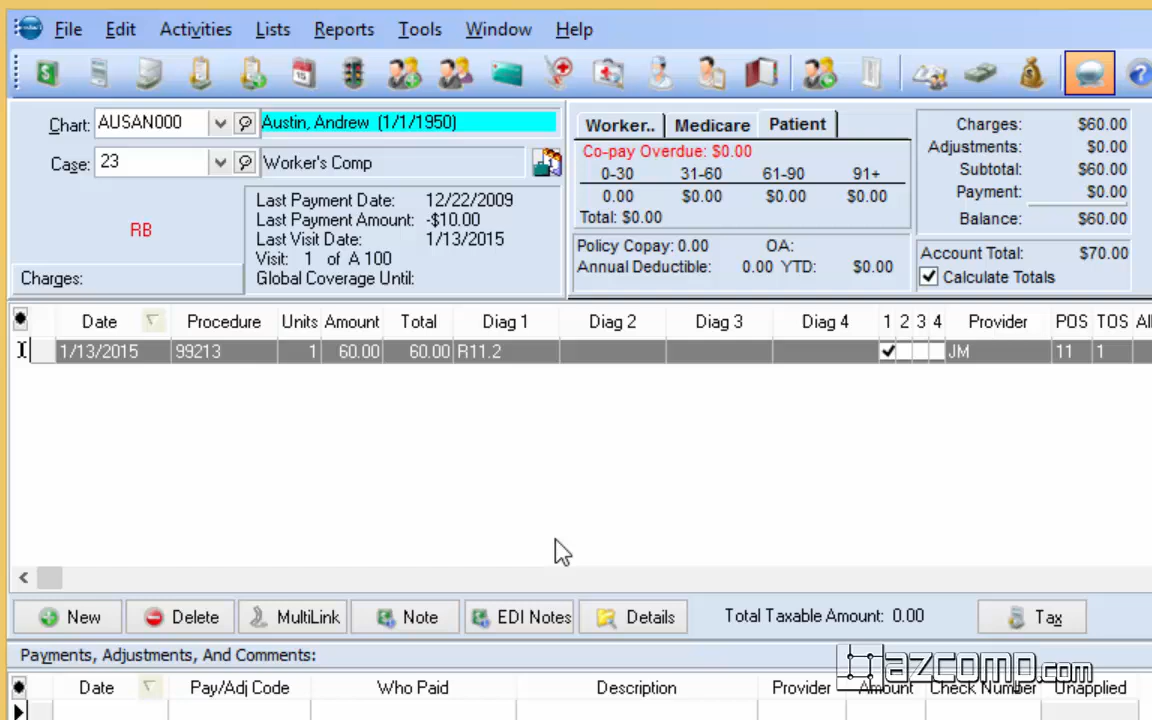 File Edit Activities Lists Reports Tools Window Help
Chart: AUSAN000 Austin, Andrew (1/1/1950)
Case: 23 Worker's Comp
RB
Charges:
Last Payment Date: 12/22/2009
Last Payment Amount: -$10.00
Last Visit Date: 1/13/2015
Visit: 1 of A 100
Global Coverage Until:
Worker.. Medicare Patient
Co-pay Overdue: $0.00
0-30 31-60 61-90 91+
0.00 $0.00 $0.00 $0.00
Total: $0.00
Policy Copay: 0.00 OA:
Annual Deductible: 0.00 YTD: $0.00
Charges: $60.00
Adjustments: $0.00
Subtotal: $60.00
Payment: $0.00
Balance: $60.00
Account Total: $70.00
Calculate Totals
Date Procedure Units Amount Total Diag 1 Diag 2 Diag 3 Diag 4 1 2 3 4 Provider POS TOS All
1/13/2015 99213 1 60.00 60.00 R11.2 JM 11 1
New Delete MultiLink Note EDI Notes Details Total Taxable Amount: 0.00 Tax
Payments, Adjustments, And Comments:
azcomp.com
Date Pay/Adj Code Who Paid Description Provider Amount Check Number Unapplied